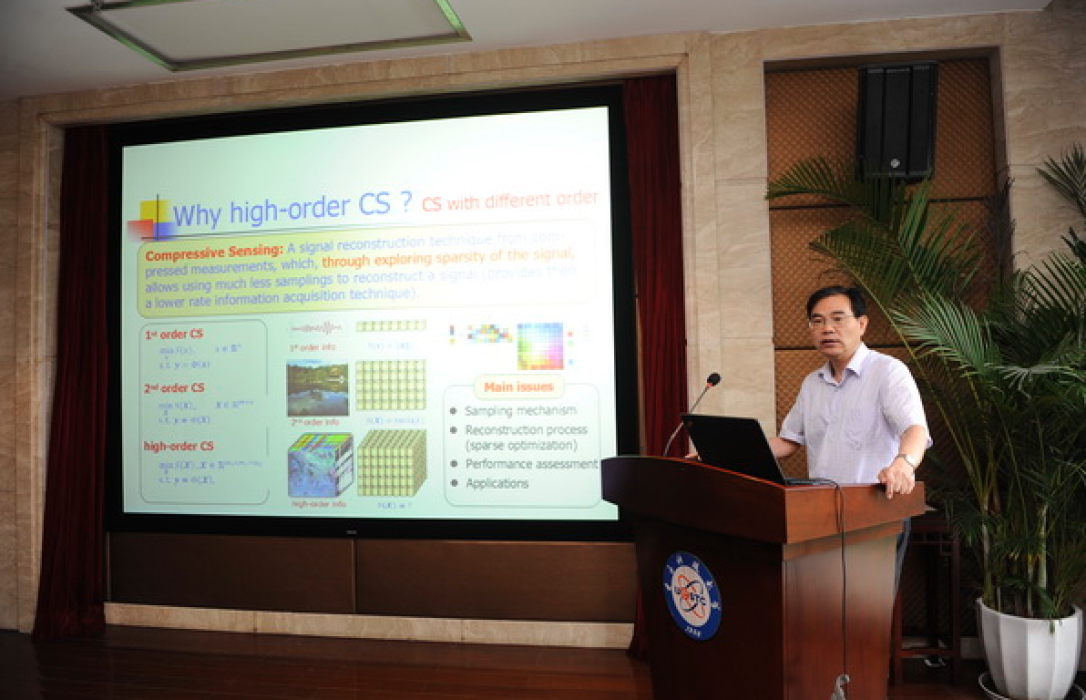 Why high-order CS ? CS with different order
Compressive Sensing: A signal reconstruction technique from com-
pressed measurements, which, through exploring sparsity of the signal,
allows using much less samplings to reconstruct a signal (provides then
a lower rate information acquisition technique).
1st order CS
2nd order CS
high-order CS
1st order info
2nd order info
high-order info
Main issues
Sampling mechanism
Reconstruction process
(sparse optimization)
Performance assessment
Applications